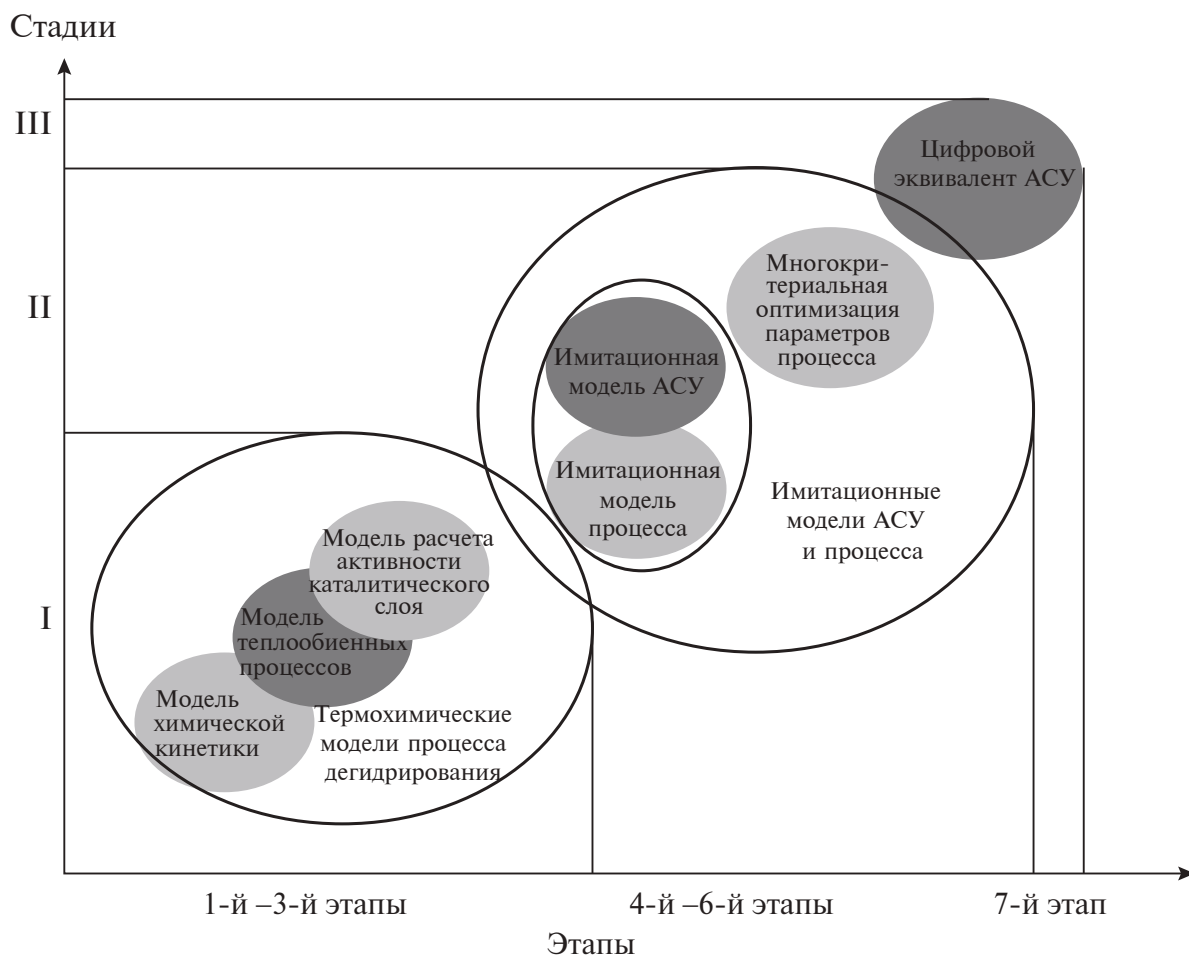 Стадии
III
Цифровой
эквивалент АСУ
II
Многокри-
териальная
оптимизация
параметров
процесса
Имитационная
модель АСУ
Имитационная
модель
процесса
Имитационные
модели АСУ
и процесса
I
Модель расчета
активности
каталитического
слоя
Модель
теплообиенных
процессов
Модель
химической
кинетики
Термохимические
модели процесса
дегидрирования
1-й –3-й этапы
4-й –6-й этапы
7-й этап
Этапы